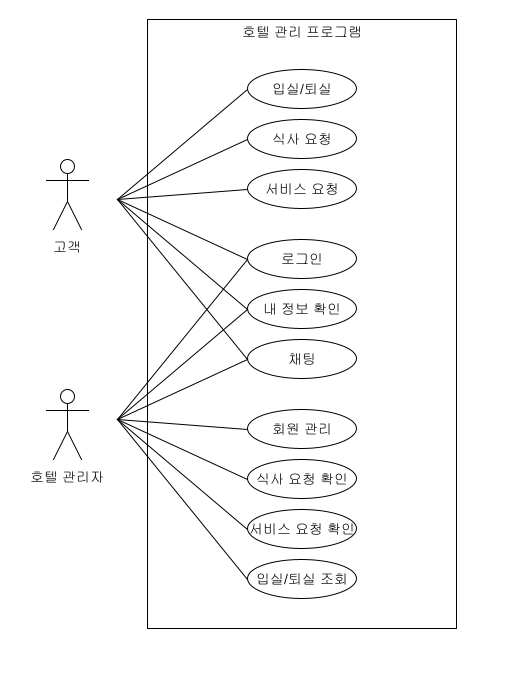 호텔 관리 프로그램
입실/퇴실
식사 요청
서비스 요청
고객
로그인
내 정보 확인
채팅
회원 관리
호텔 관리자
식사 요청 확인
서비스 요청 확인
입실/퇴실 조회